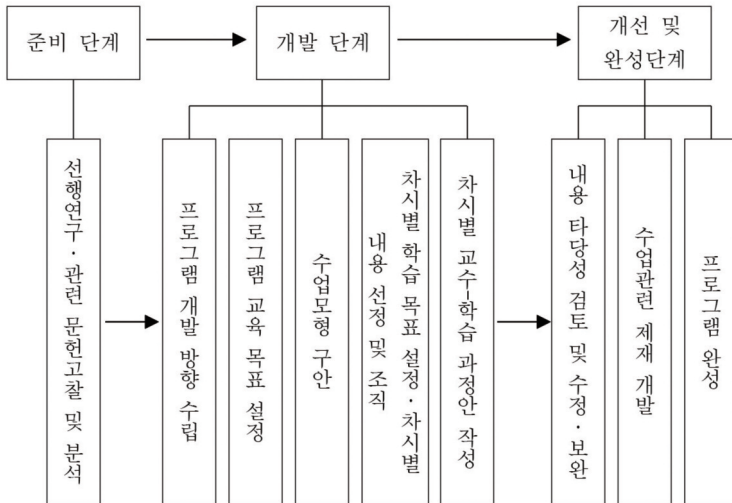 준비 단계
개발 단계
개선 및
완성단계
선행연구·관련 문헌고찰 및 분석
프로그램 개발 방향 수립
프로그램 교육 목표 설정
수업모형 구안
차시별 학습 목표 설정·차시별
내용 선정 및 조직
차시별 교수-학습 과정안 작성
내용 타당성 검토 및 수정·보완
수업관련 제재 개발
프로그램 완성